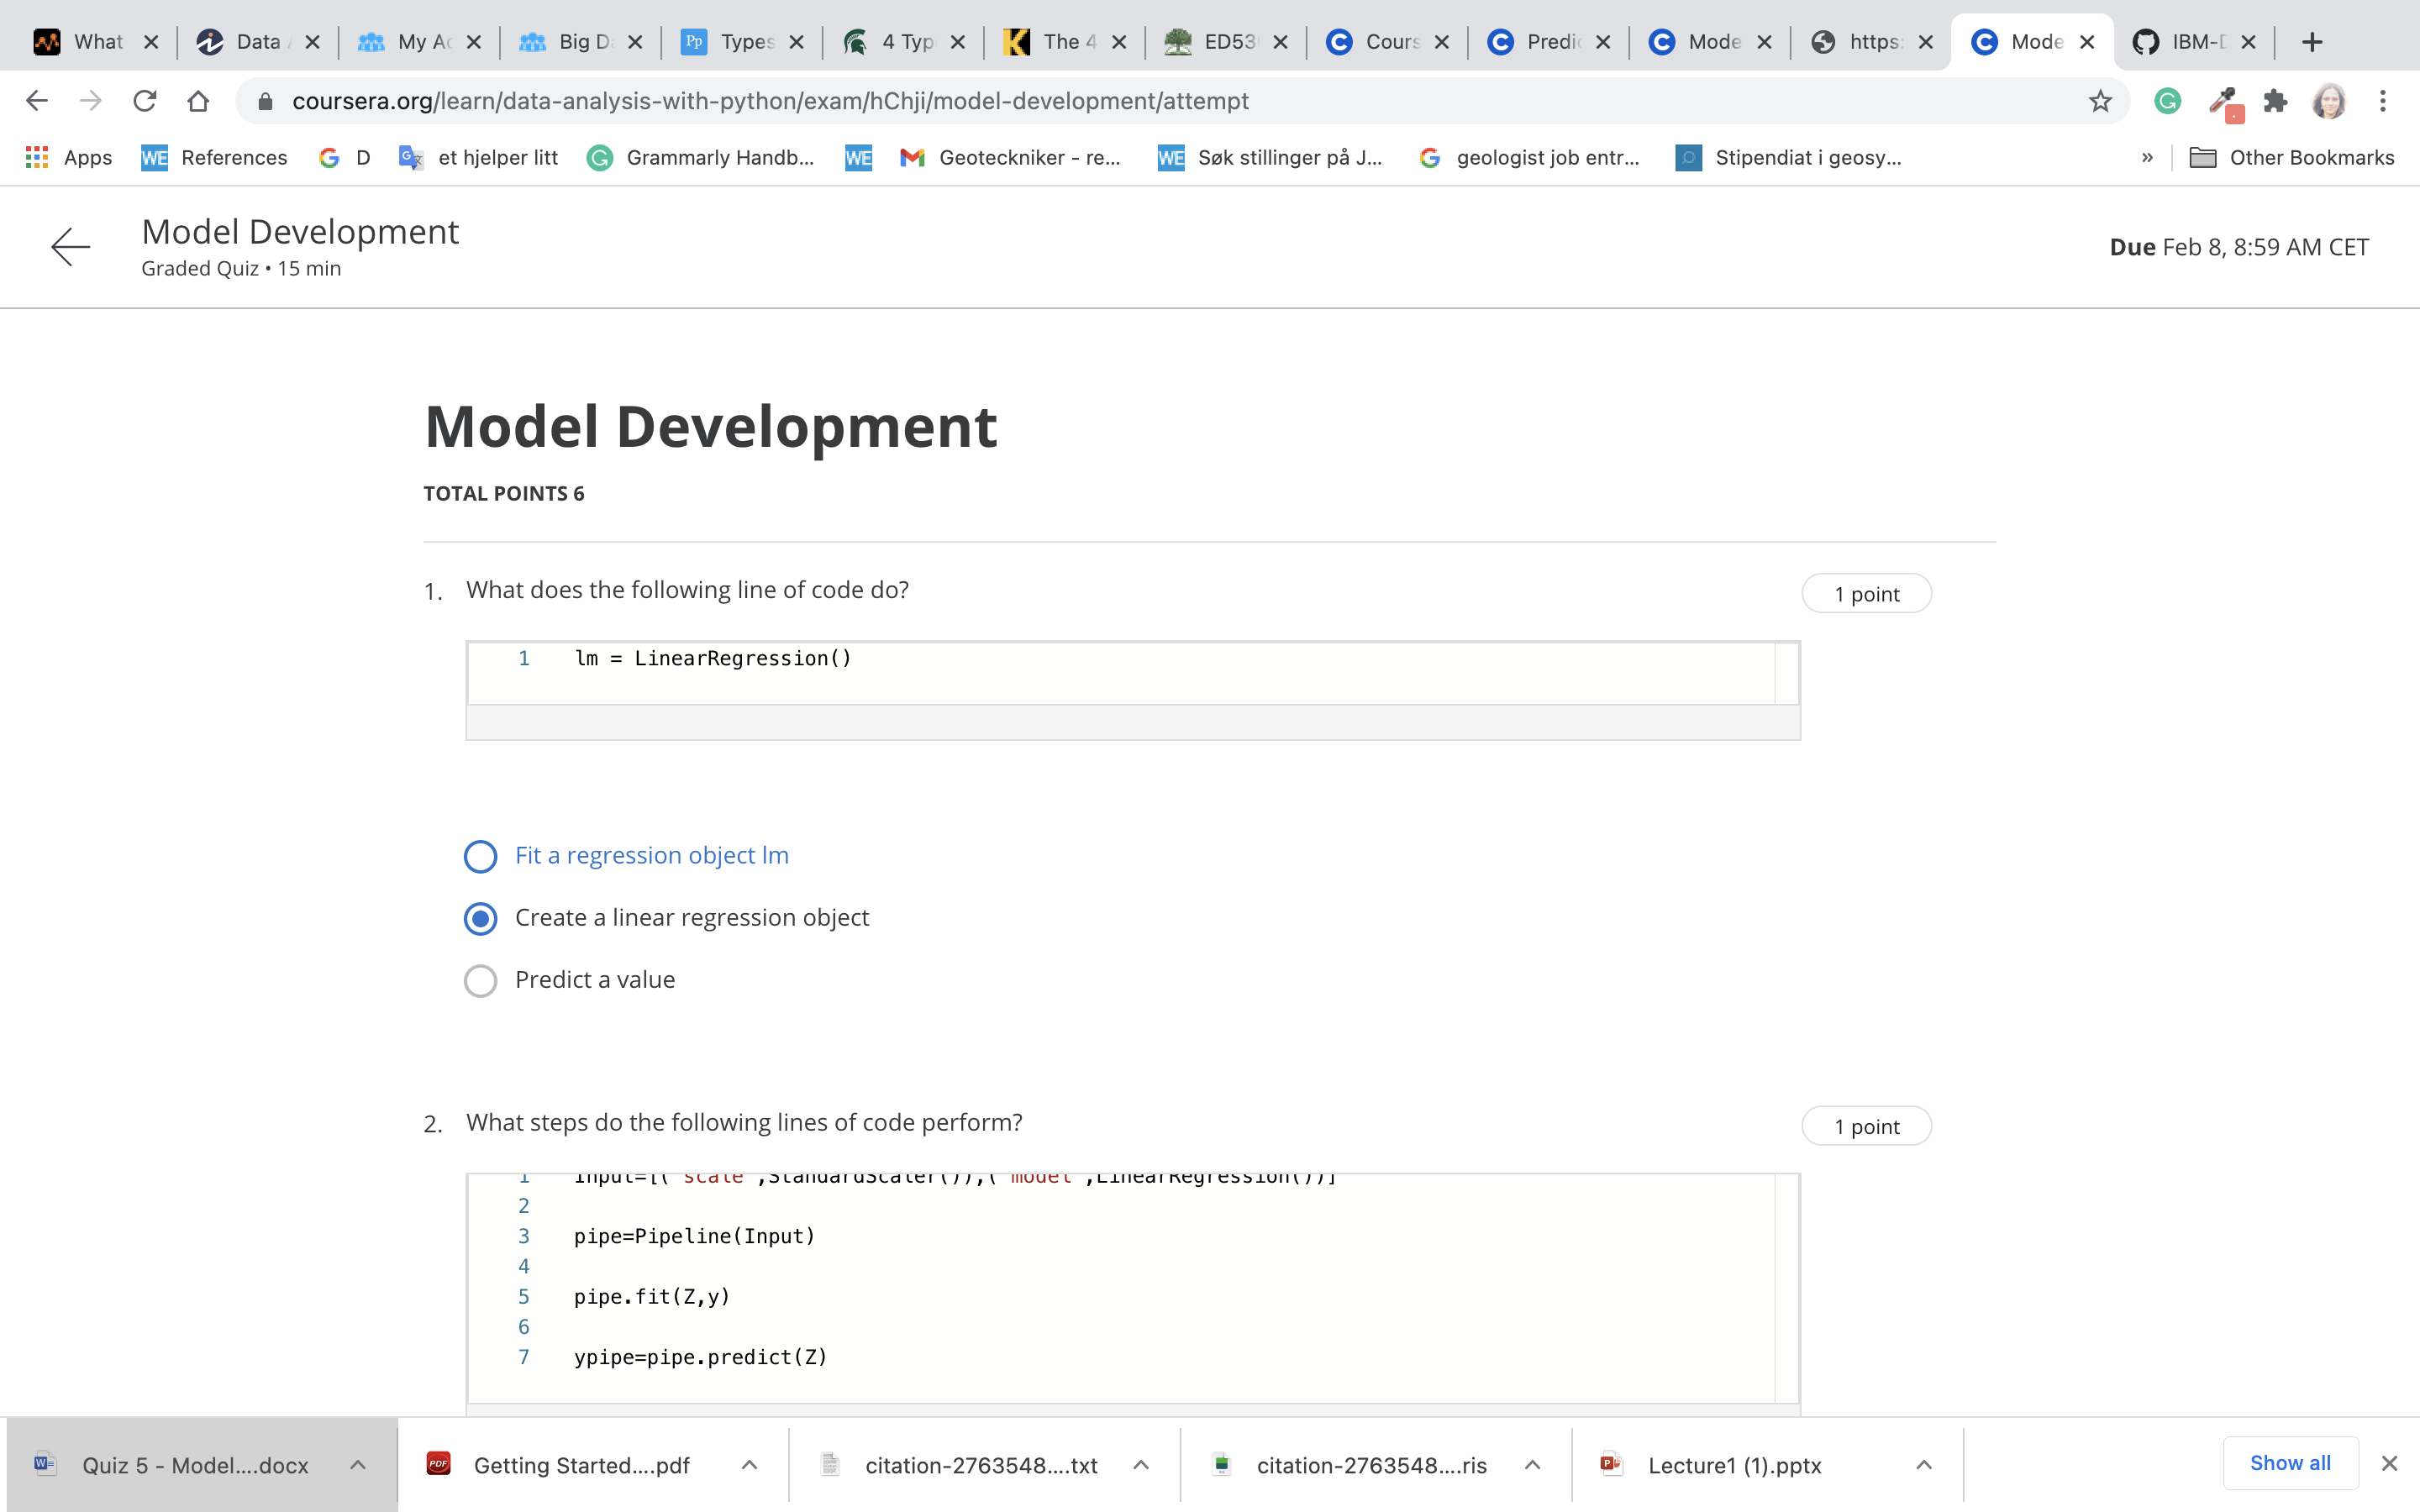 What
Data
My Ac
Big D
Types
4 Typ
The 4
ED53
Cours
Predic
Mode
https:
Mode
IBM-D
coursera.org/learn/data-analysis-with-python/exam/hChji/model-development/attempt
Apps
WE References
D
et hjelper litt
Grammarly Handb...
WE
Geoteckniker - re...
WE Søk stillinger på J...
geologist job entr...
Stipendiat i geosy...
»
Other Bookmarks
Model Development
Graded Quiz • 15 min
Due Feb 8, 8:59 AM CET
Model Development
TOTAL POINTS 6
1. What does the following line of code do?
1 point
1 lm = LinearRegression()
Fit a regression object lm
Create a linear regression object
Predict a value
2. What steps do the following lines of code perform?
1 point
1 Input=[('scale',StandardScaler()),('model',LinearRegression())]
2
3 pipe=Pipeline(Input)
4
5 pipe.fit(Z,y)
6
7 ypipe=pipe.predict(Z)
Quiz 5 - Model....docx
Getting Started....pdf
citation-2763548....txt
citation-2763548....ris
Lecture1 (1).pptx
Show all